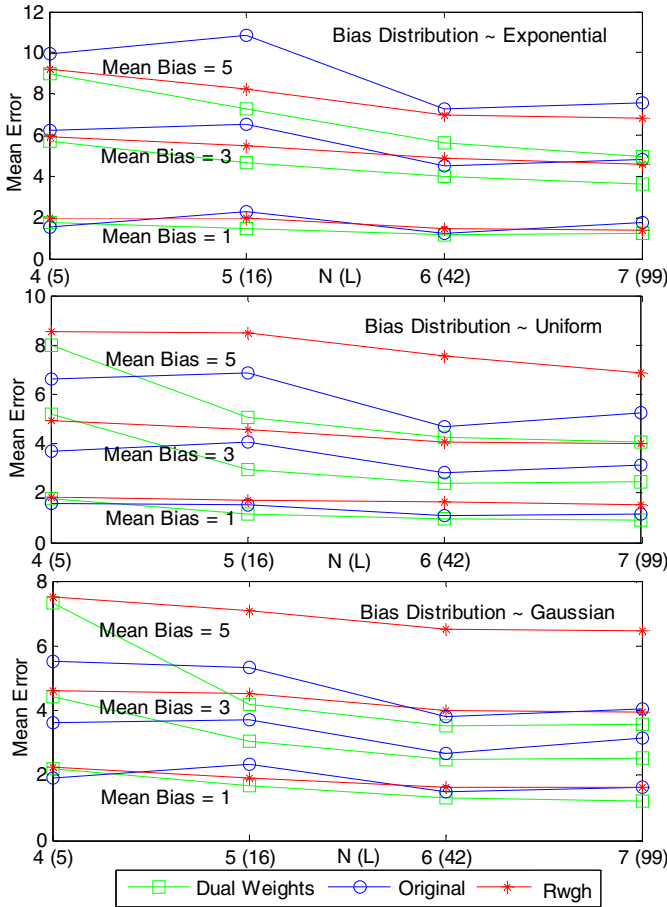 12
10
8
6
4
2
0
Mean Error
Bias Distribution ~ Exponential
Mean Bias = 5
Mean Bias = 3
Mean Bias = 1
4 (5)
5 (16)
N (L)
6 (42)
7 (99)
10
8
6
4
2
0
Mean Error
Bias Distribution ~ Uniform
Mean Bias = 5
Mean Bias = 3
Mean Bias = 1
4 (5)
5 (16)
N (L)
6 (42)
7 (99)
8
6
4
2
0
Mean Error
Bias Distribution ~ Gaussian
Mean Bias = 5
Mean Bias = 3
Mean Bias = 1
4 (5)
5 (16)
N (L)
6 (42)
7 (99)
Dual Weights
Original
Rwgh